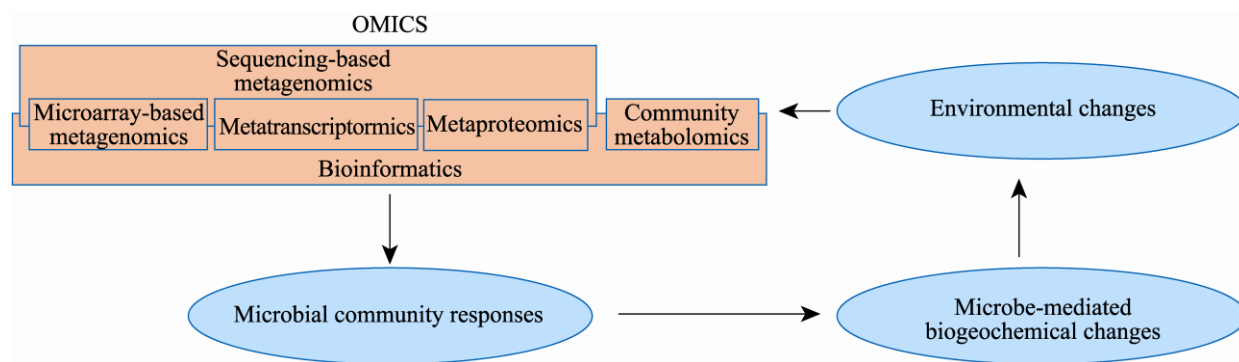 OMICS
Sequencing-based
metagenomics
Microarray-based
metagenomics
Metatranscriptormics
Metaproteomics
Community
metabolomics
Bioinformatics
Environmental changes
Microbial community responses
Microbe-mediated
biogeochemical changes